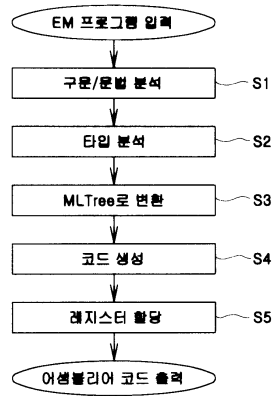 EM 프로그램 입력
구문/문법 분석
S1
타입 분석
S2
MLTree로 변환
S3
코드 생성
S4
레지스터 할당
S5
어셈블리어 코드 출력